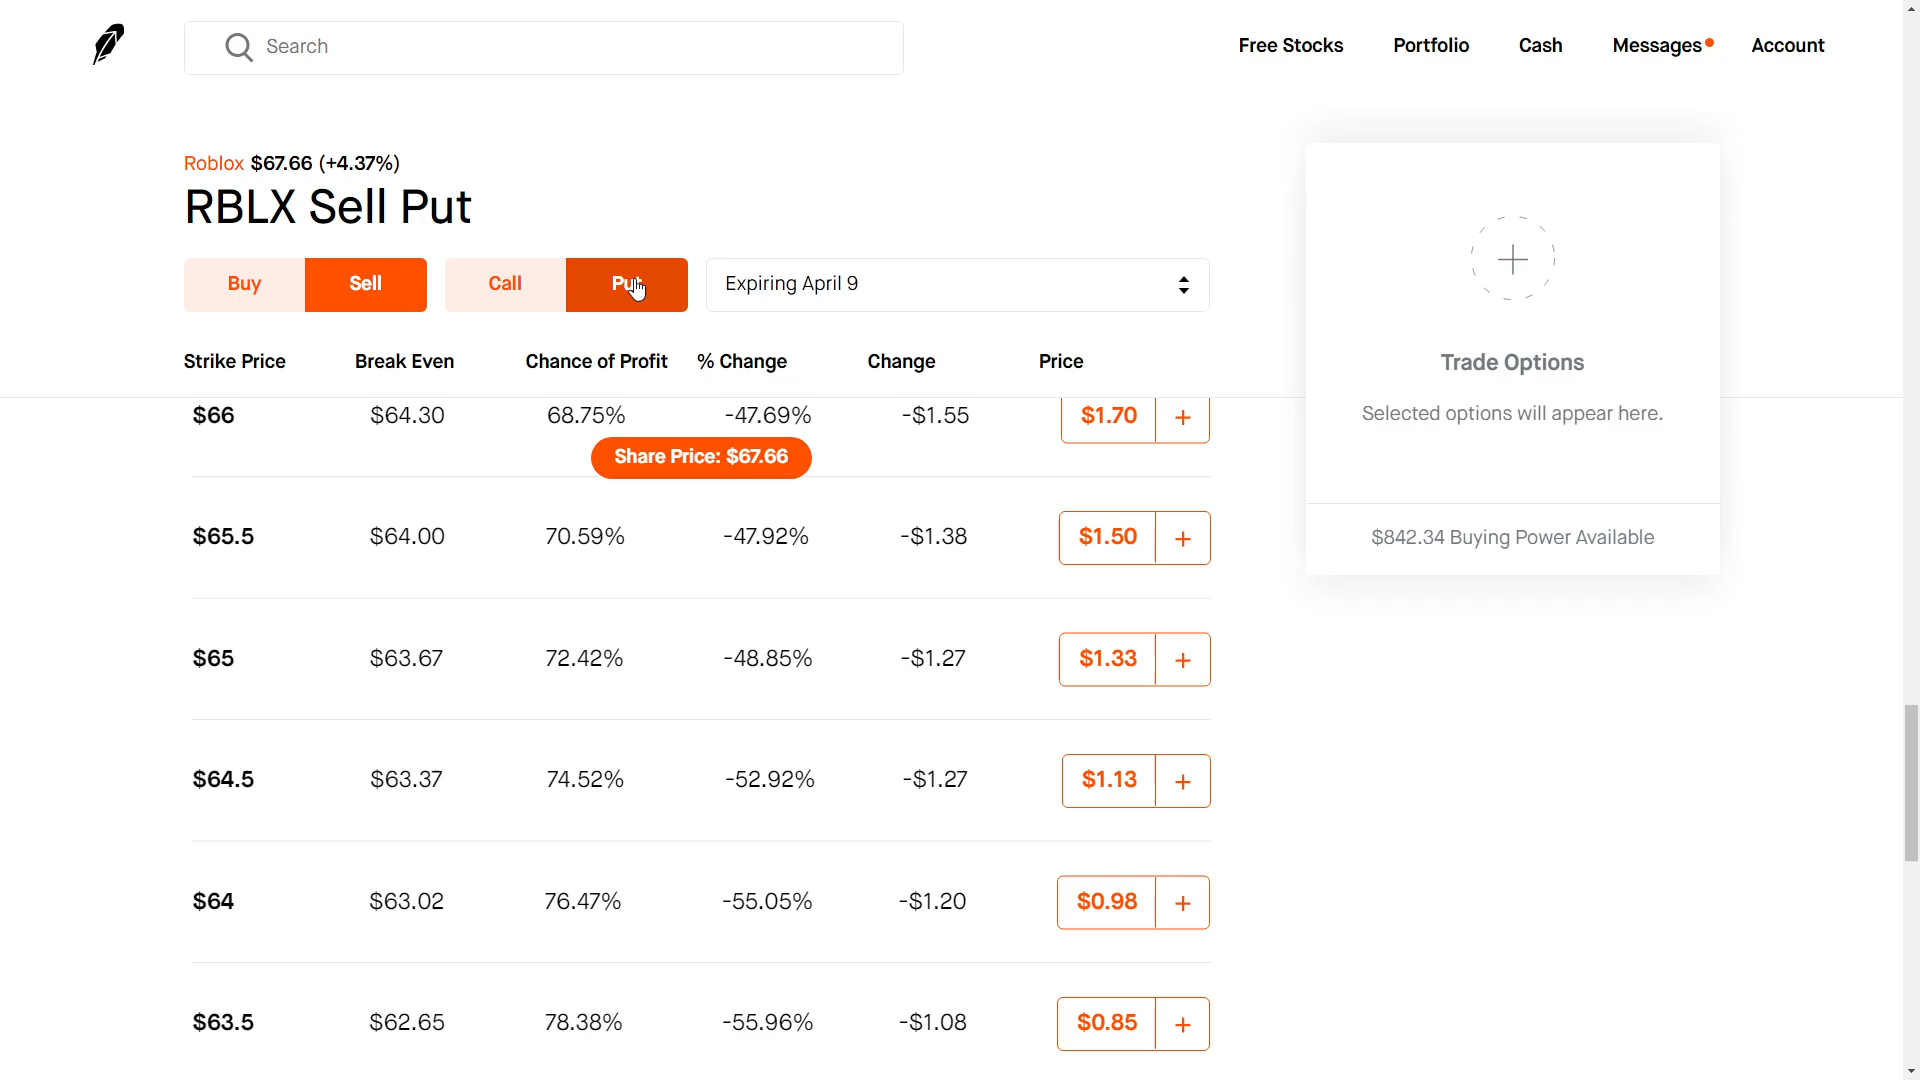 Search
Free Stocks Portfolio Cash Messages Account
Roblox $67.66 (+4.37%)
RBLX Sell Put
Buy Sell Call Put Expiring April 9
Strike Price Break Even Chance of Profit % Change Change Price
$66 $64.30 68.75% -47.69% -$1.55 $1.70 +
Share Price: $67.66
$65.5 $64.00 70.59% -47.92% -$1.38 $1.50 +
$65 $63.67 72.42% -48.85% -$1.27 $1.33 +
$64.5 $63.37 74.52% -52.92% -$1.27 $1.13 +
$64 $63.02 76.47% -55.05% -$1.20 $0.98 +
$63.5 $62.65 78.38% -55.96% -$1.08 $0.85 +
Trade Options
Selected options will appear here.
$842.34 Buying Power Available